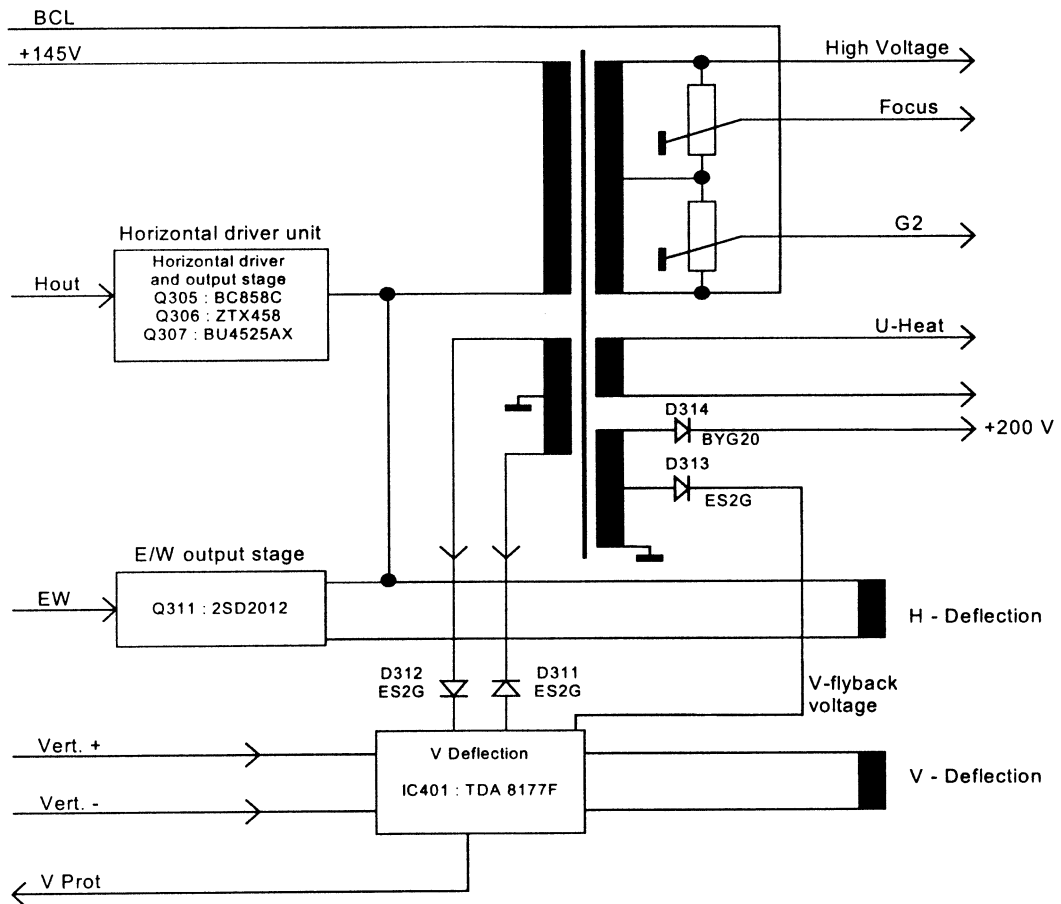 BCL
+145V
High Voltage
Focus
G2
Horizontal driver unit
Horizontal driver
and output stage
Q305 : BC858C
Q306 : ZTX458
Q307 : BU4525AX
Hout
U-Heat
D314
BYG20
+200 V
D313
ES2G
E/W output stage
EW
Q311 : 2SD2012
H - Deflection
D312
ES2G
D311
ES2G
V-flyback
voltage
Vert. +
V Deflection
IC401 : TDA 8177F
V - Deflection
Vert. -
V Prot